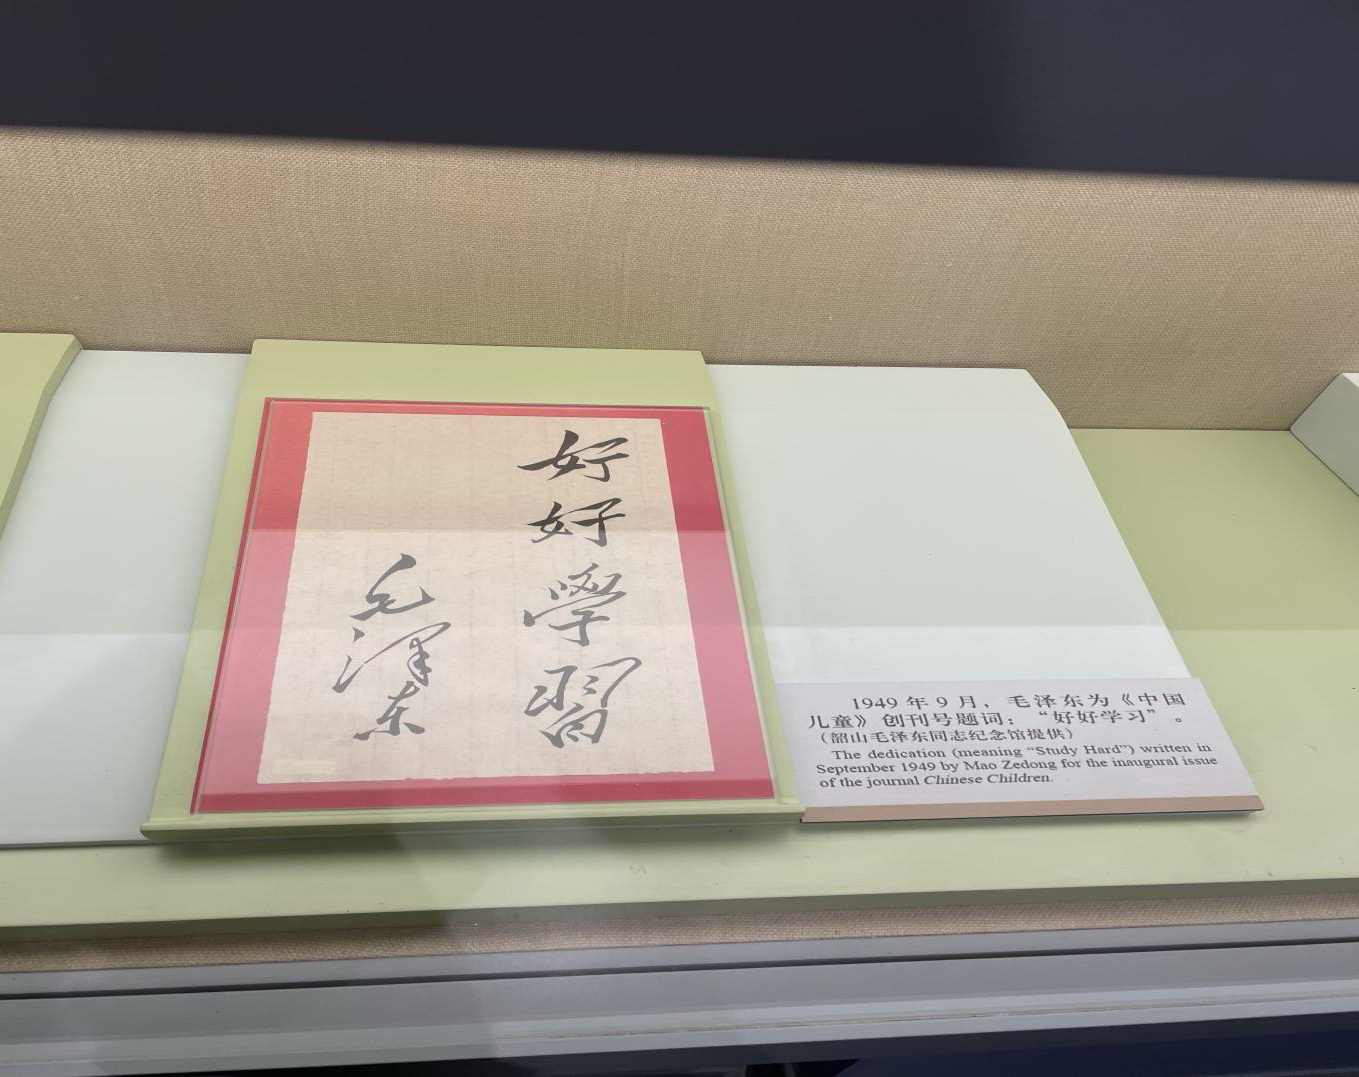 好好學習
毛澤东
1949 年 9 月，毛泽东为《中国
儿童》创刊号题词：“好好学习”。
（韶山毛泽东同志纪念馆提供）
The dedication (meaning “Study Hard”) written in
September 1949 by Mao Zedong for the inaugural issue
of the journal Chinese Children.